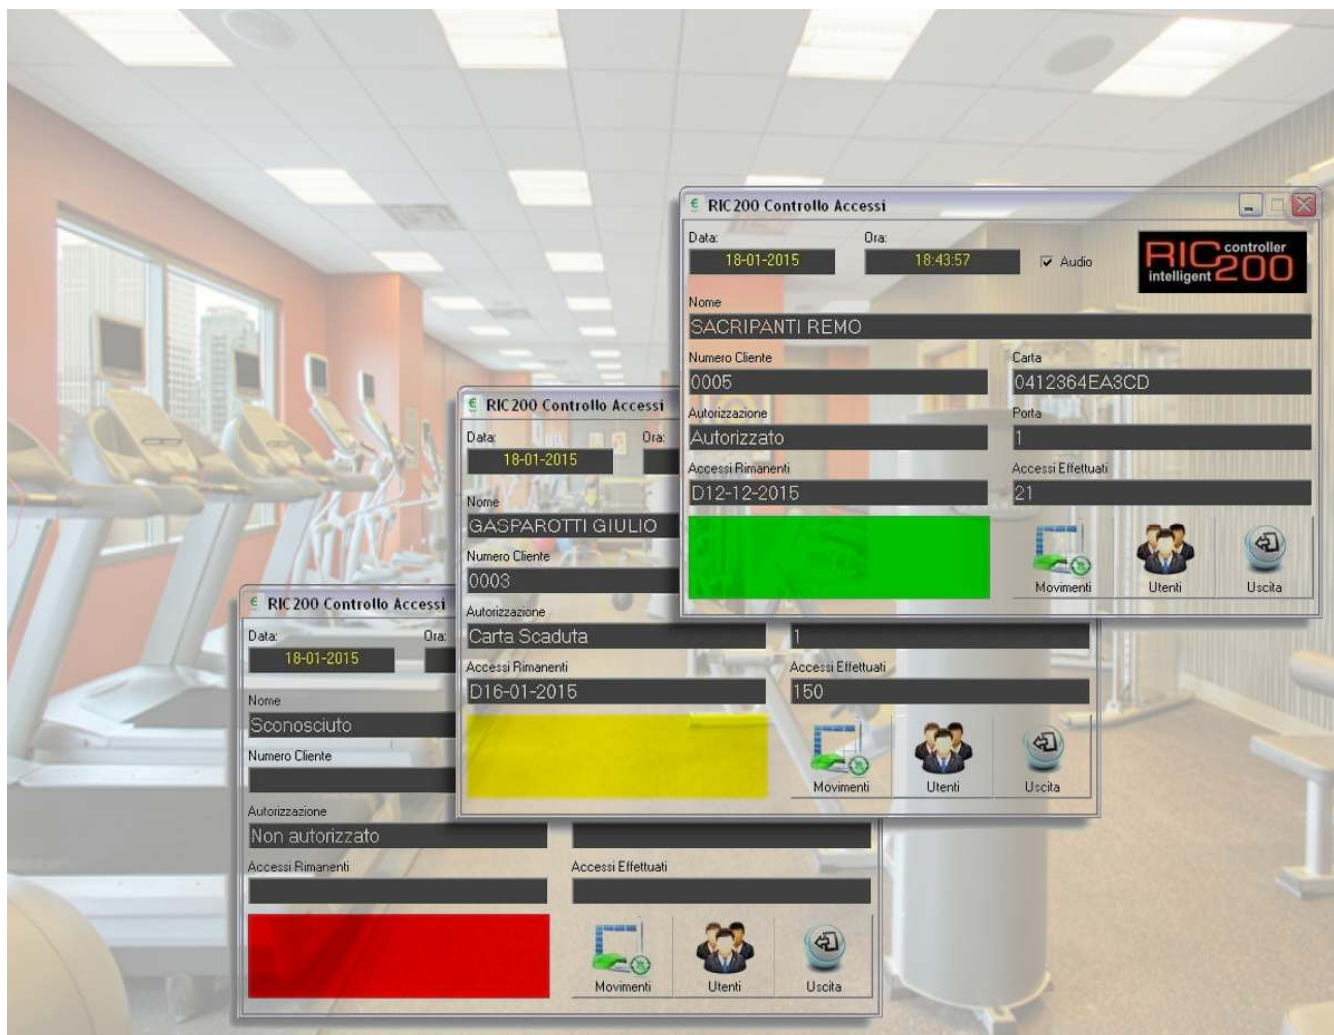 RIC200 Controllo Accessi
Data: Ora:
18-01-2015 18:43:57 Audio
RIC200 controller intelligent
Nome
SACRIPANTI REMO
Numero Cliente Carta
0005 0412364EA3CD
Autorizzazione Porta
Autorizzato 1
Accessi Rimanenti Accessi Effettuati
D12-12-2015 21
Movimenti Utenti Uscita
RIC200 Controllo Accessi
Data: Ora:
18-01-2015
Nome
GASPAROTTI GIULIO
Numero Cliente
0003
Autorizzazione
Carta Scaduta 1
Accessi Rimanenti Accessi Effettuati
D16-01-2015 150
Movimenti Utenti Uscita
RIC200 Controllo Accessi
Data: Ora:
18-01-2015
Nome
Sconosciuto
Numero Cliente
Autorizzazione
Non autorizzato
Accessi Rimanenti Accessi Effettuati
Movimenti Utenti Uscita